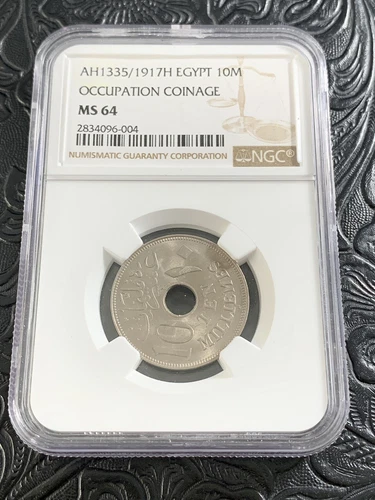 AH1335/1917H EGYPT 10M
OCCUPATION COINAGE
MS 64
2834096-004
NUMISMATIC GUARANTY CORPORATION
NGC®
10
TEN
MILLIEMES